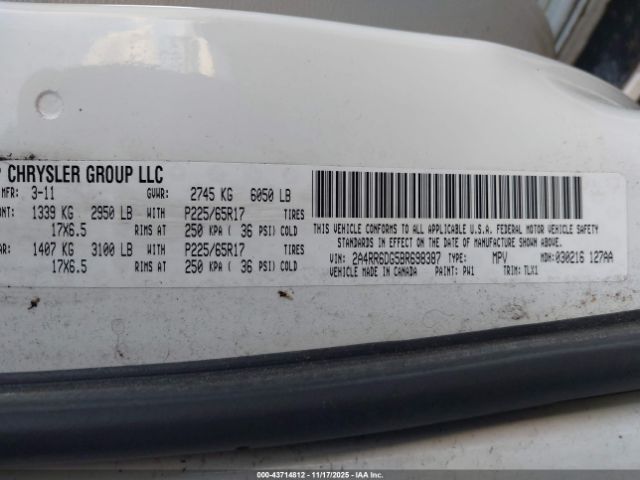 P CHRYSLER GROUP LLC
MFR: 3-11 GVWR: 2745 KG 6050 LB
NT: 1339 KG 2950 LB WITH P225/65R17 TIRES
17X6.5 RIMS AT 250 KPA ( 36 PSI) COLD
AR: 1407 KG 3100 LB WITH P225/65R17 TIRES
17X6.5 RIMS AT 250 KPA ( 36 PSI) COLD
THIS VEHICLE CONFORMS TO ALL APPLICABLE U.S.A. FEDERAL MOTOR VEHICLE SAFETY
STANDARDS IN EFFECT ON THE DATE OF MANUFACTURE SHOWN ABOVE.
VIN: 2A4RR6DG5BR698387 TYPE: MPV MDH: 030216 127AA
VEHICLE MADE IN CANADA PAINT: PW1 TRIM: TLX1
000-43714812 - 11/17/2025 - IAAI.COM